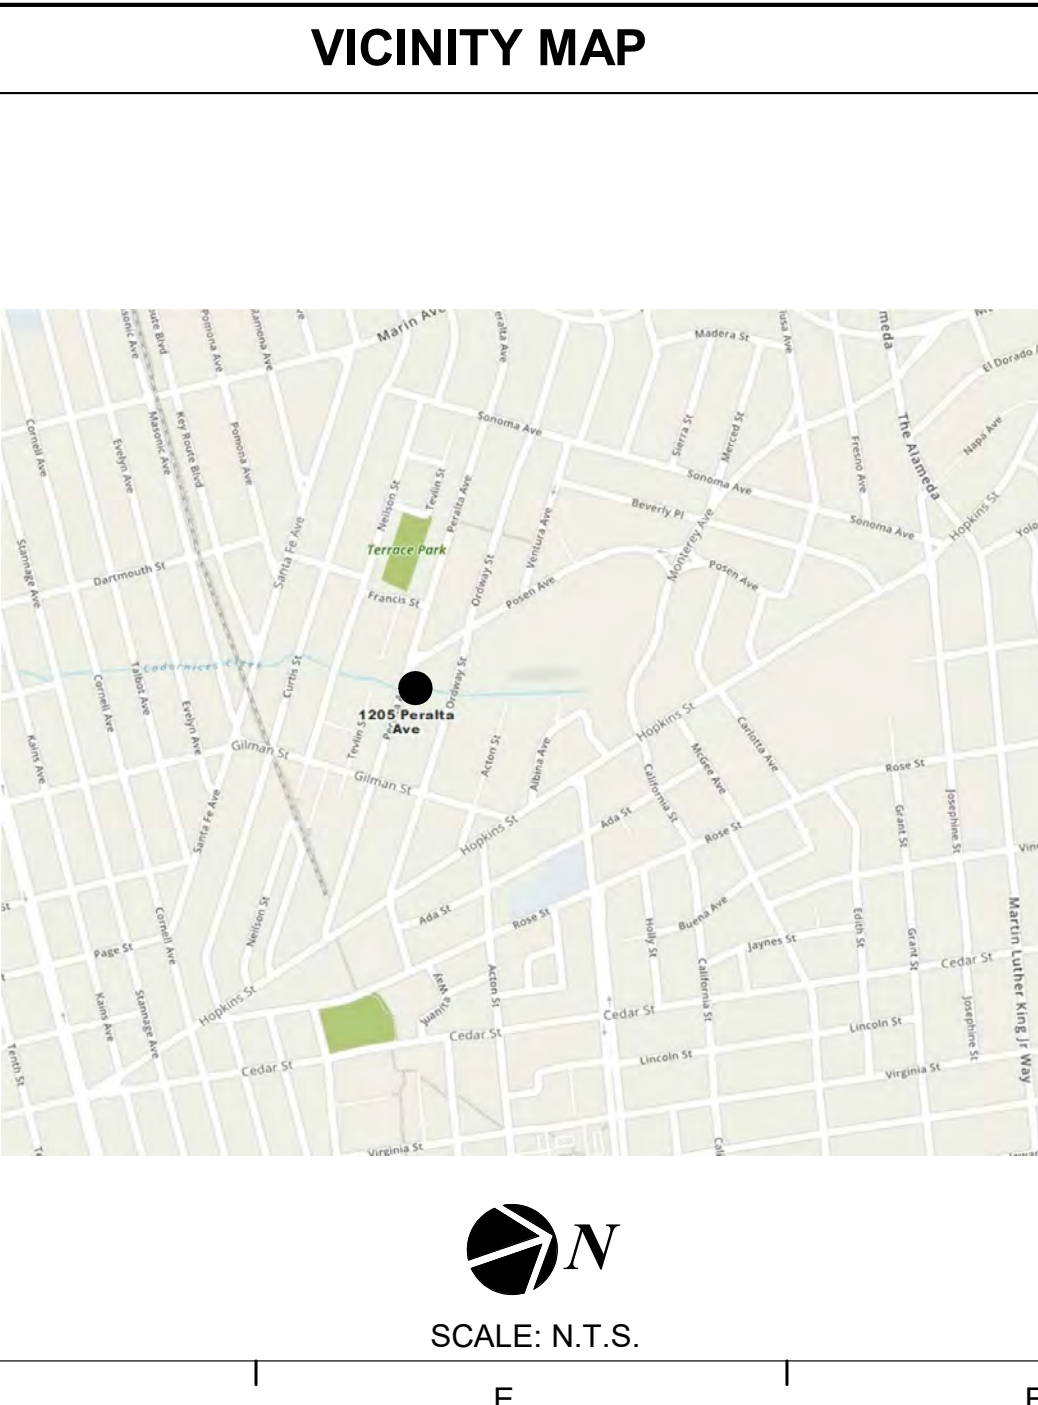 VICINITY MAP
Marin Ave
Madera St
El Dorado
Sonoma Ave
Sierra St
Merced St
The Alameda
Napa Ave
Cornell Ave
Evelyn Ave
Masonic Ave
Key Route Blvd
Pomona Ave
Pomona Ave
Ramona Ave
Neilson St
Tevlin St
Peralta Ave
Fresno Ave
Sonoma Ave
Beverly Pl
Sonoma Ave
Hopkins St
Yolo
Terrace Park
Ventura Ave
Monterey Ave
Santa Fe Ave
Stannage Ave
Dartmouth St
Francis St
Ordway St
Posen Ave
Posen Ave
Codornices Creek
Curtis St
Cornell Ave
Talbot Ave
Evelyn Ave
Ordway St
1205 Peralta
Ave
Tevlin S
Kains Ave
Gilman St
Gilman St
Acton St
Albina Ave
Hopkins St
Carlotta Ave
McGee Ave
California St
Rose St
Santa Fe Ave
Hopkins St
Ada St
Rose St
Grant St
Josephine St
Cornell Ave
Neilson St
Ada St
Rose St
Holly St
Buena Ave
Edith St
Grant St
Martin Luther King Jr Way
Page St
Jaynes St
Cedar St
Hopkins St
Kains Ave
Stannage Ave
Juanita Way
Acton St
California St
Josephine St
Cedar St
Cedar St
Cedar St
Lincoln St
Lincoln St
Tenth St
Virginia St
Virginia St
N
SCALE: N.T.S.